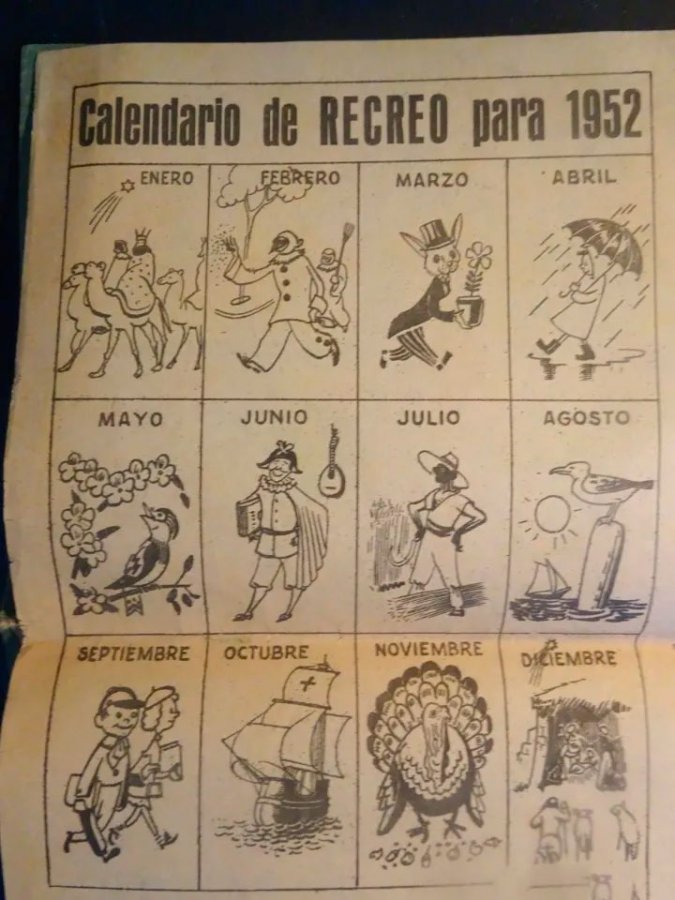 Calendario de RECREO para 1952
ENERO
FEBRERO
MARZO
ABRIL
MAYO
JUNIO
JULIO
AGOSTO
SEPTIEMBRE
OCTUBRE
NOVIEMBRE
DICIEMBRE